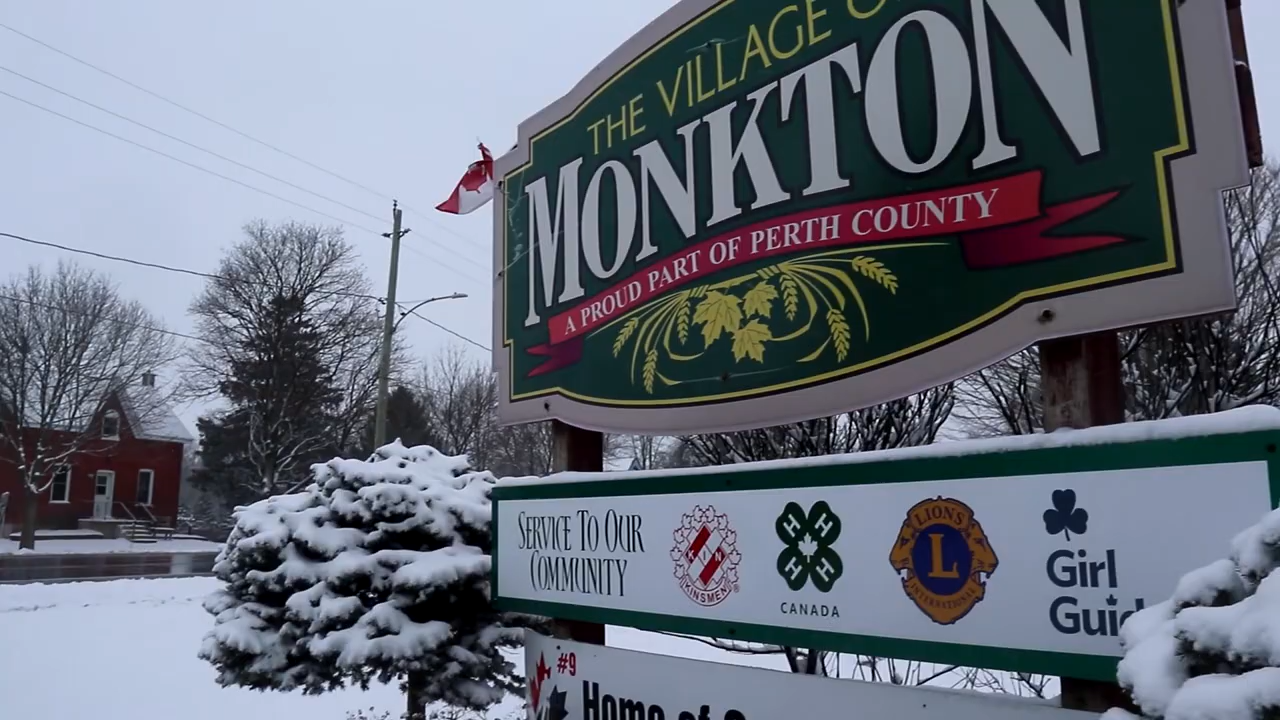 THE VILLAGE
MONKTON
A PROUD PART OF PERTH COUNTY
SERVICE TO OUR
COMMUNITY
KIN
KINSMEN
H H
H H
CANADA
LIONS
L
INTERNATIONAL
Girl
#9
Home of